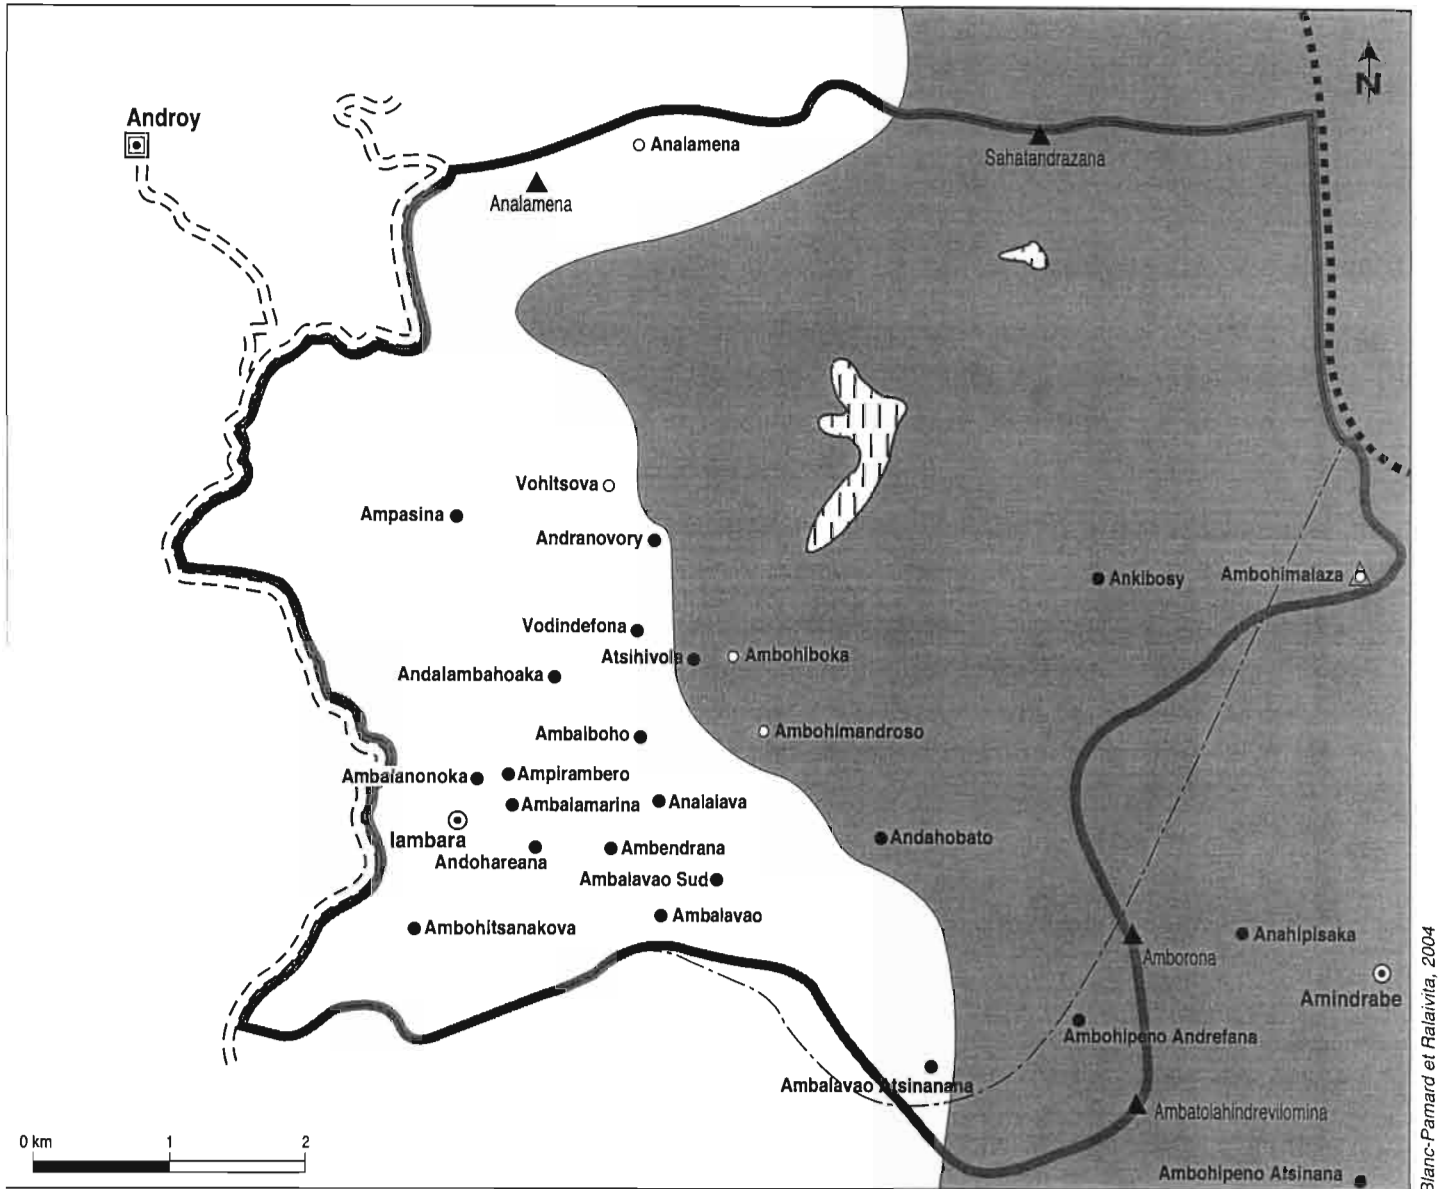 N
Androy
Analamena
Sahatandrazana
Analamena
Vohitsova
Ampasina
Andranovory
Ankibosy
Ambohimalaza
Vodindefona
Atsihivola
Ambohiboka
Andalambahoaka
Ambohimandroso
Ambaiboho
Ambalanonoka
Ampirambero
Ambalamarina
Analalava
Iambara
Andahobato
Andohareana
Ambendrana
Ambalavao Sud
Ambalavao
Ambohitsanakova
Anahipisaka
Amborona
Amindrabe
Ambohipeno Andrefana
Ambalavao Atsinanana
Ambatolahindrevilomina
Ambohipeno Atsinana
0 km 1 2
Blanc-Pamard et Ralaivita, 2004